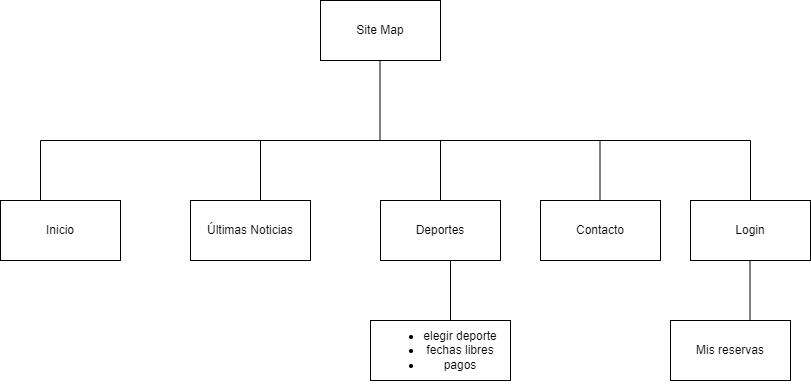 Site Map
Inicio
Últimas Noticias
Deportes
Contacto
Login
• elegir deporte
• fechas libres
• pagos
Mis reservas